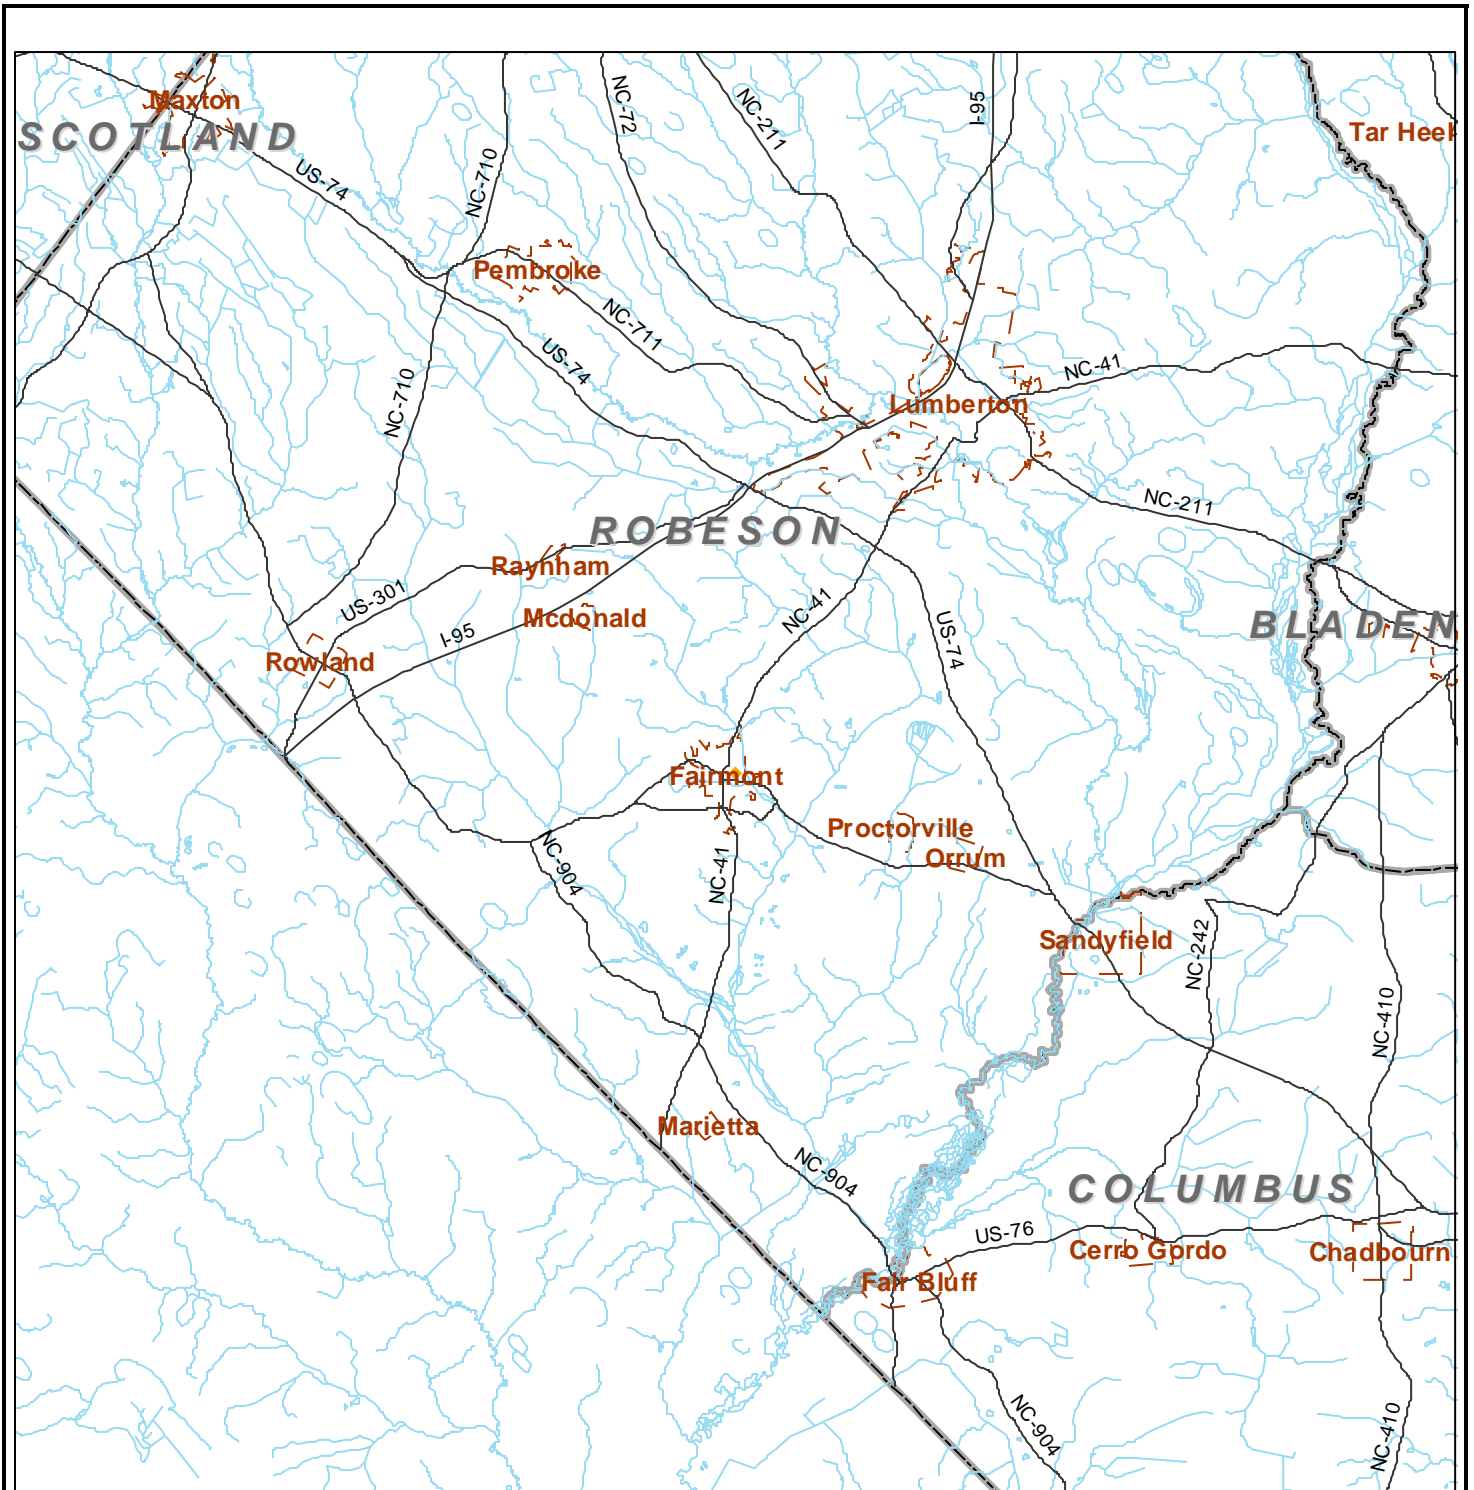 NC-72
NC-211
I-95
Maxton
Tar Heel
SCOTLAND
US-74
NC-710
Pembroke
NC-711
US-74
NC-41
NC-710
Lumberton
NC-211
ROBESON
Raynham
US-301
Mcdonald
NC-41
I-95
US-74
BLADEN
Rowland
Fairmont
Proctorville
Orrum
NC-904
NC-41
Sandyfield
NC-242
NC-410
Marietta
NC-904
COLUMBUS
US-76
Cerro Gordo
Chadbourn
Fair Bluff
NC-904
NC-410